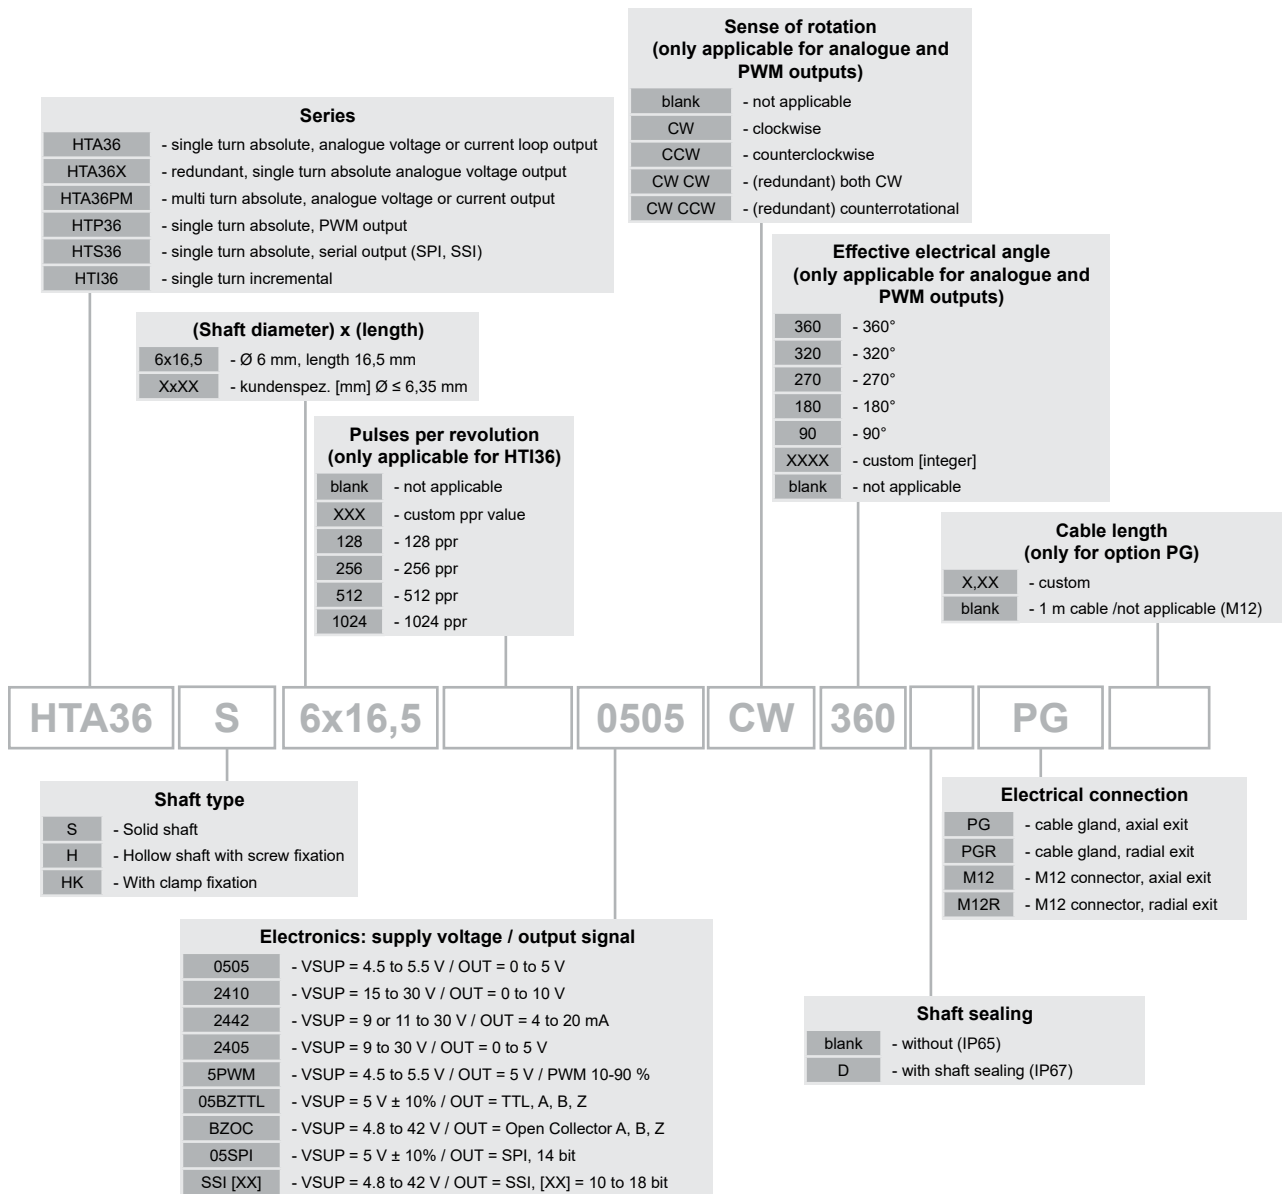 Sense of rotation
(only applicable for analogue and
PWM outputs)
blank - not applicable
CW - clockwise
CCW - counterclockwise
CW CW - (redundant) both CW
CW CCW - (redundant) counterrotational
Series
HTA36 - single turn absolute, analogue voltage or current loop output
HTA36X - redundant, single turn absolute analogue voltage output
HTA36PM - multi turn absolute, analogue voltage or current output
HTP36 - single turn absolute, PWM output
HTS36 - single turn absolute, serial output (SPI, SSI)
HTI36 - single turn incremental
Effective electrical angle
(only applicable for analogue and
PWM outputs)
360 - 360°
320 - 320°
270 - 270°
180 - 180°
90 - 90°
XXXX - custom [integer]
blank - not applicable
(Shaft diameter) x (length)
6x16,5 - Ø 6 mm, length 16,5 mm
XxXX - kundenspez. [mm] Ø ≤ 6,35 mm
Pulses per revolution
(only applicable for HTI36)
blank - not applicable
XXX - custom ppr value
128 - 128 ppr
256 - 256 ppr
512 - 512 ppr
1024 - 1024 ppr
Cable length
(only for option PG)
X,XX - custom
blank - 1 m cable /not applicable (M12)
HTA36 S 6x16,5 0505 CW 360 PG
Shaft type
S - Solid shaft
H - Hollow shaft with screw fixation
HK - With clamp fixation
Electrical connection
PG - cable gland, axial exit
PGR - cable gland, radial exit
M12 - M12 connector, axial exit
M12R - M12 connector, radial exit
Electronics: supply voltage / output signal
0505 - VSUP = 4.5 to 5.5 V / OUT = 0 to 5 V
2410 - VSUP = 15 to 30 V / OUT = 0 to 10 V
2442 - VSUP = 9 or 11 to 30 V / OUT = 4 to 20 mA
2405 - VSUP = 9 to 30 V / OUT = 0 to 5 V
5PWM - VSUP = 4.5 to 5.5 V / OUT = 5 V / PWM 10-90 %
05BZTTL - VSUP = 5 V ± 10% / OUT = TTL, A, B, Z
BZOC - VSUP = 4.8 to 42 V / OUT = Open Collector A, B, Z
05SPI - VSUP = 5 V ± 10% / OUT = SPI, 14 bit
SSI [XX] - VSUP = 4.8 to 42 V / OUT = SSI, [XX] = 10 to 18 bit
Shaft sealing
blank - without (IP65)
D - with shaft sealing (IP67)